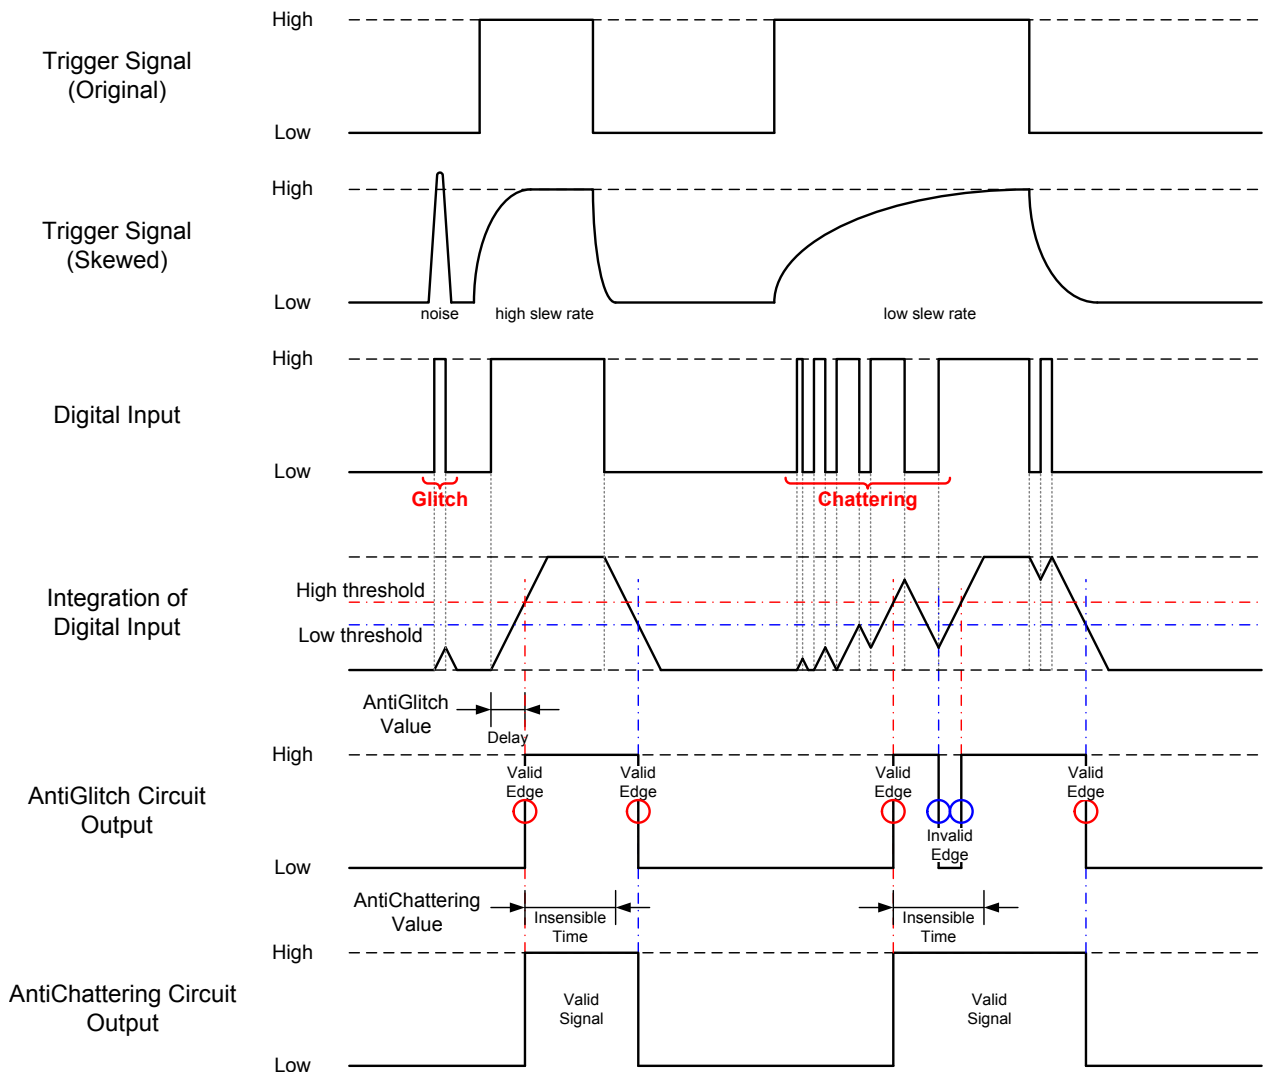 High
Trigger Signal
(Original)
Low
High
Trigger Signal
(Skewed)
Low
noise
high slew rate
low slew rate
High
Digital Input
Low
Glitch
Chattering
High threshold
Integration of
Digital Input
Low threshold
AntiGlitch
Value
Delay
High
Valid
Edge
Valid
Edge
Valid
Edge
Valid
Edge
AntiGlitch Circuit
Output
Invalid
Edge
Low
AntiChattering
Value
Insensible
Time
Insensible
Time
High
AntiChattering Circuit
Output
Valid
Signal
Valid
Signal
Low